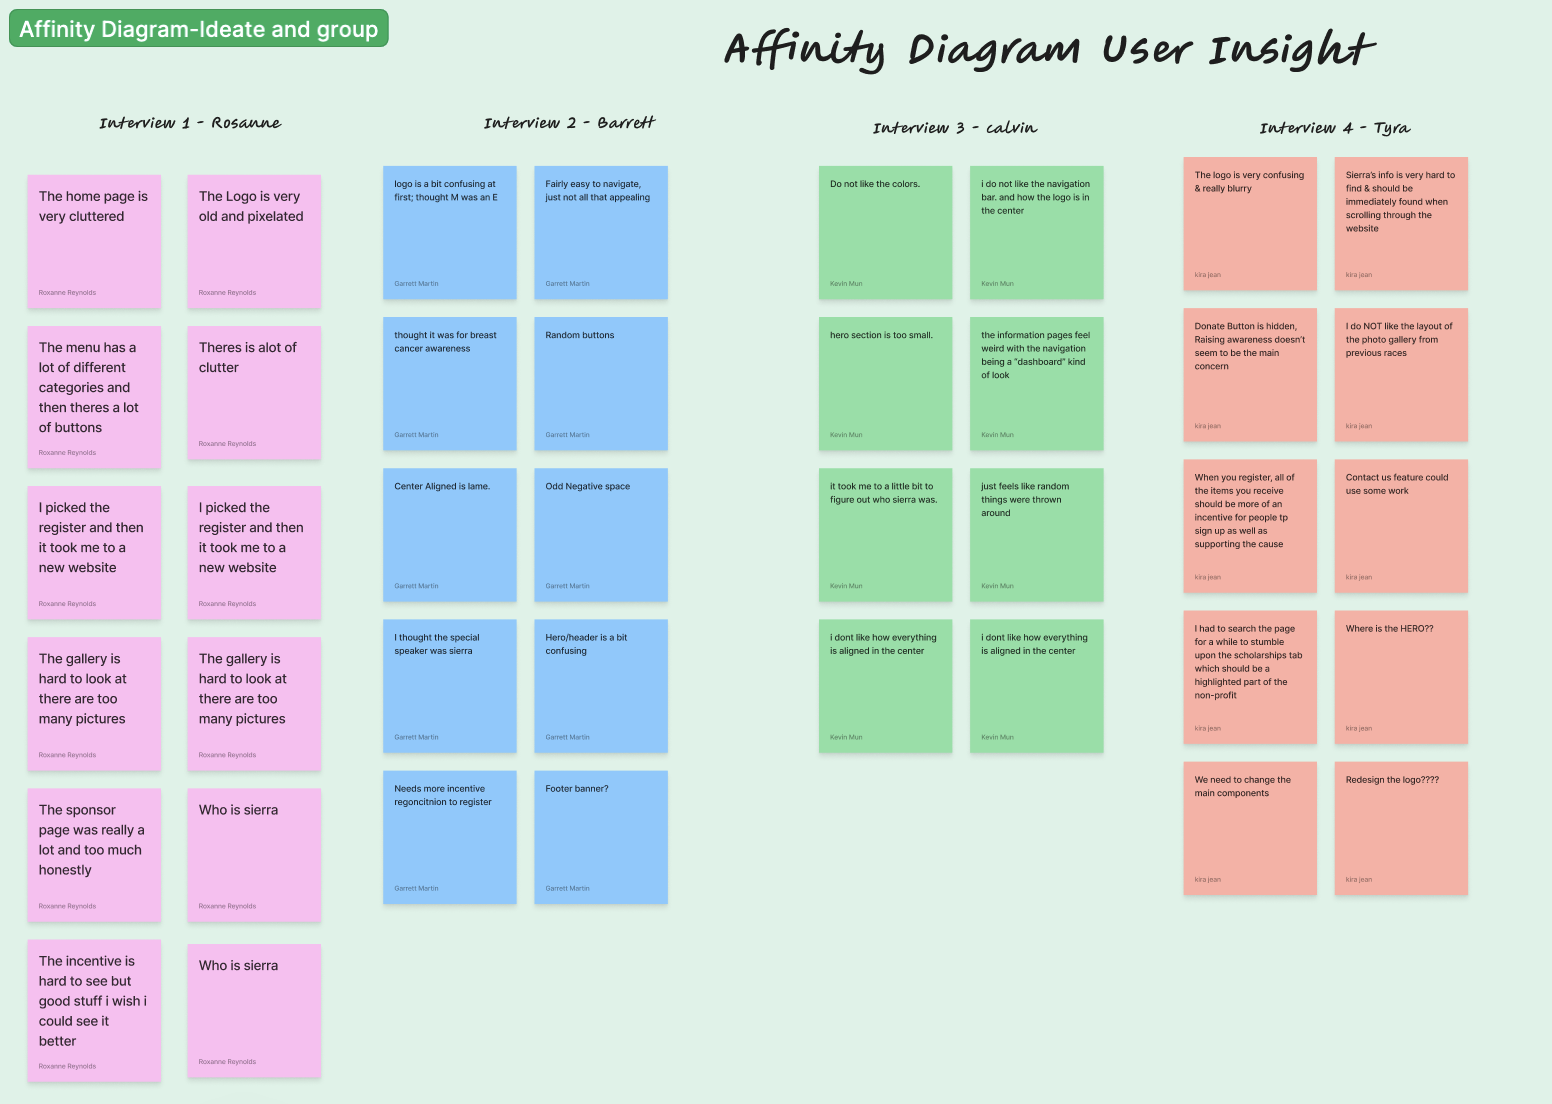 Affinity Diagram-Ideate and group
Affinity Diagram User Insight
Interview 1 - Rosanne
The home page is
very cluttered
Roxanne Reynolds
The Logo is very
old and pixelated
Roxanne Reynolds
The menu has a
lot of different
categories and
then theres a lot
of buttons
Roxanne Reynolds
Theres is alot of
clutter
Roxanne Reynolds
I picked the
register and then
it took me to a
new website
Roxanne Reynolds
I picked the
register and then
it took me to a
new website
Roxanne Reynolds
The gallery is
hard to look at
there are too
many pictures
Roxanne Reynolds
The gallery is
hard to look at
there are too
many pictures
Roxanne Reynolds
The sponsor
page was really a
lot and too much
honestly
Roxanne Reynolds
Who is sierra
Roxanne Reynolds
The incentive is
hard to see but
good stuff i wish i
could see it
better
Roxanne Reynolds
Who is sierra
Roxanne Reynolds
Interview 2 - Barrett
logo is a bit confusing at
first; thought M was an E
Garrett Martin
Fairly easy to navigate,
just not all that appealing
Garrett Martin
thought it was for breast
cancer awareness
Garrett Martin
Random buttons
Garrett Martin
Center Aligned is lame.
Garrett Martin
Odd Negative space
Garrett Martin
I thought the special
speaker was sierra
Garrett Martin
Hero/header is a bit
confusing
Garrett Martin
Needs more incentive
regoncitnion to register
Garrett Martin
Footer banner?
Garrett Martin
Interview 3 - calvin
Do not like the colors.
Kevin Mun
i do not like the navigation
bar. and how the logo is in
the center
Kevin Mun
hero section is too small.
Kevin Mun
the information pages feel
weird with the navigation
being a "dashboard" kind
of look
Kevin Mun
it took me to a little bit to
figure out who sierra was.
Kevin Mun
just feels like random
things were thrown
around
Kevin Mun
i dont like how everything
is aligned in the center
Kevin Mun
i dont like how everything
is aligned in the center
Kevin Mun
Interview 4 - Tyra
The logo is very confusing
& really blurry
kira jean
Sierra's info is very hard to
find & should be
immediately found when
scrolling through the
website
kira jean
Donate Button is hidden,
Raising awareness doesn't
seem to be the main
concern
kira jean
I do NOT like the layout of
the photo gallery from
previous races
kira jean
When you register, all of
the items you receive
should be more of an
incentive for people tp
sign up as well as
supporting the cause
kira jean
Contact us feature could
use some work
kira jean
I had to search the page
for a while to stumble
upon the scholarships tab
which should be a
highlighted part of the
non-profit
kira jean
Where is the HERO??
kira jean
We need to change the
main components
kira jean
Redesign the logo????
kira jean